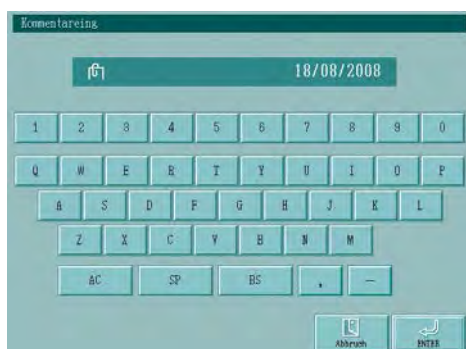 Kommentareing
18/08/2008
1 2 3 4 5 6 7 8 9 0
Q W E R T Y U I O P
A S D F G H J K L
Z X C V B N M
AC SP BS , -
Abbruch ENTER